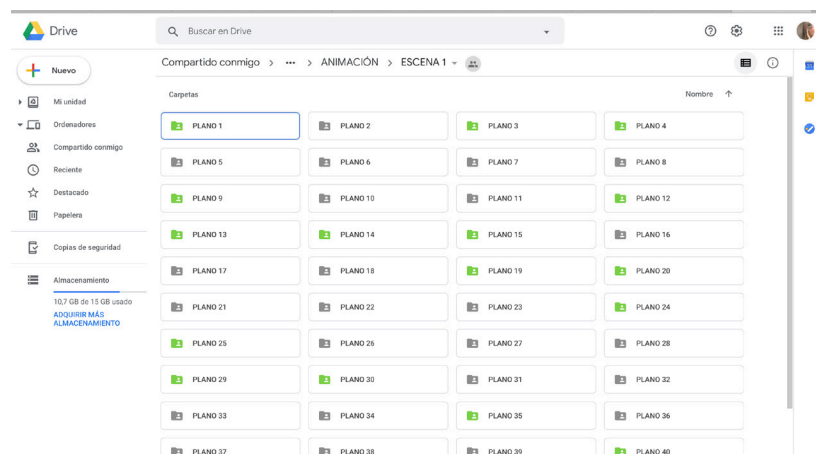 Drive
Buscar en Drive
Nuevo
Compartido conmigo > ••• > ANIMACIÓN > ESCENA 1
Mi unidad
Ordenadores
Compartido conmigo
Reciente
Destacado
Papelera
Copias de seguridad
Almacenamiento
10,7 GB de 15 GB usado
ADQUIRIR MÁS
ALMACENAMIENTO
Carpetas Nombre
PLANO 1 PLANO 2 PLANO 3 PLANO 4
PLANO 5 PLANO 6 PLANO 7 PLANO 8
PLANO 9 PLANO 10 PLANO 11 PLANO 12
PLANO 13 PLANO 14 PLANO 15 PLANO 16
PLANO 17 PLANO 18 PLANO 19 PLANO 20
PLANO 21 PLANO 22 PLANO 23 PLANO 24
PLANO 25 PLANO 26 PLANO 27 PLANO 28
PLANO 29 PLANO 30 PLANO 31 PLANO 32
PLANO 33 PLANO 34 PLANO 35 PLANO 36
PLANO 37 PLANO 38 PLANO 39 PLANO 40